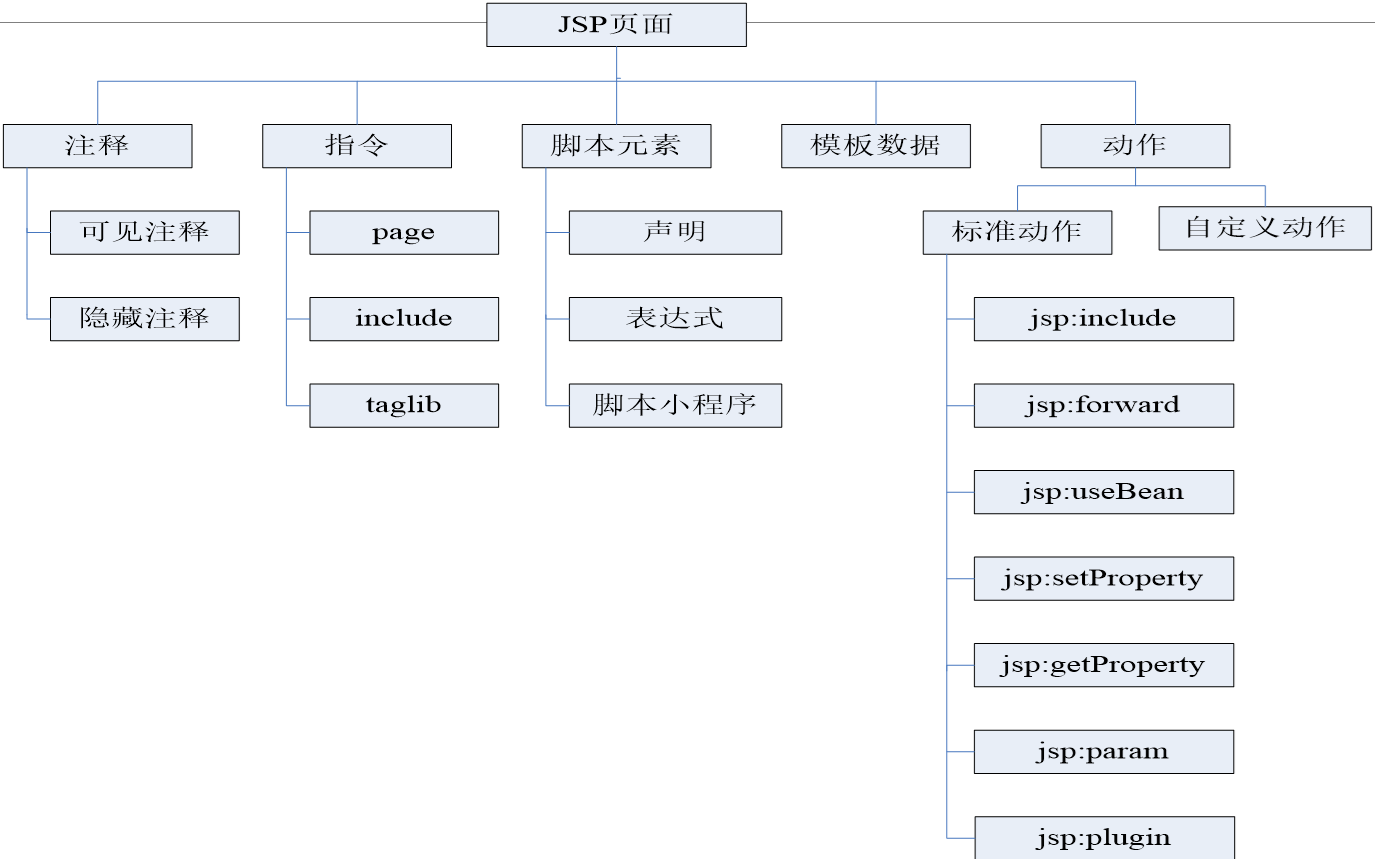 JSP页面
注释
指令
脚本元素
模板数据
动作
可见注释
隐藏注释
page
include
taglib
声明
表达式
脚本小程序
标准动作
自定义动作
jsp:include
jsp:forward
jsp:useBean
jsp:setProperty
jsp:getProperty
jsp:param
jsp:plugin